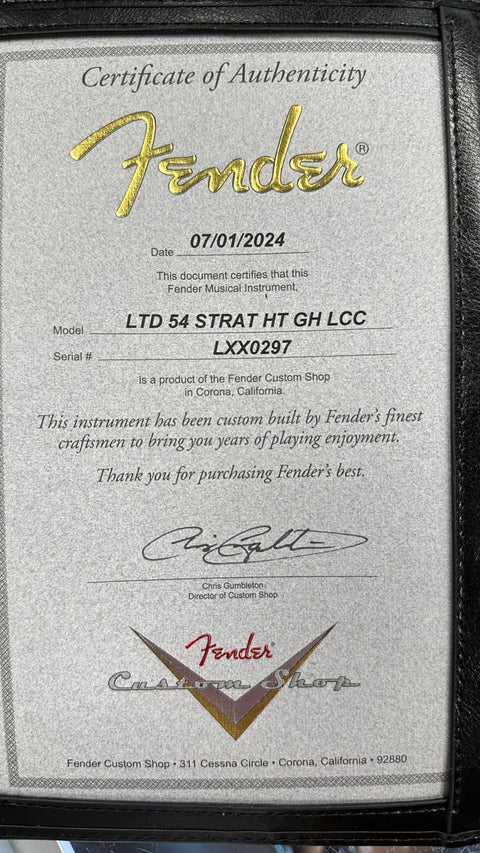 Certificate of Authenticity
Fender®
Date 07/01/2024
This document certifies that this
Fender Musical Instrument,
Model LTD 54 STRAT HT GH LCC
Serial # LXX0297
is a product of the Fender Custom Shop
in Corona, California.
This instrument has been custom built by Fender's finest
craftsmen to bring you years of playing enjoyment.
Thank you for purchasing Fender's best.
Chris Gumbleton
Director of Custom Shop
Fender®
Custom Shop
Fender Custom Shop • 311 Cessna Circle • Corona, California • 92880